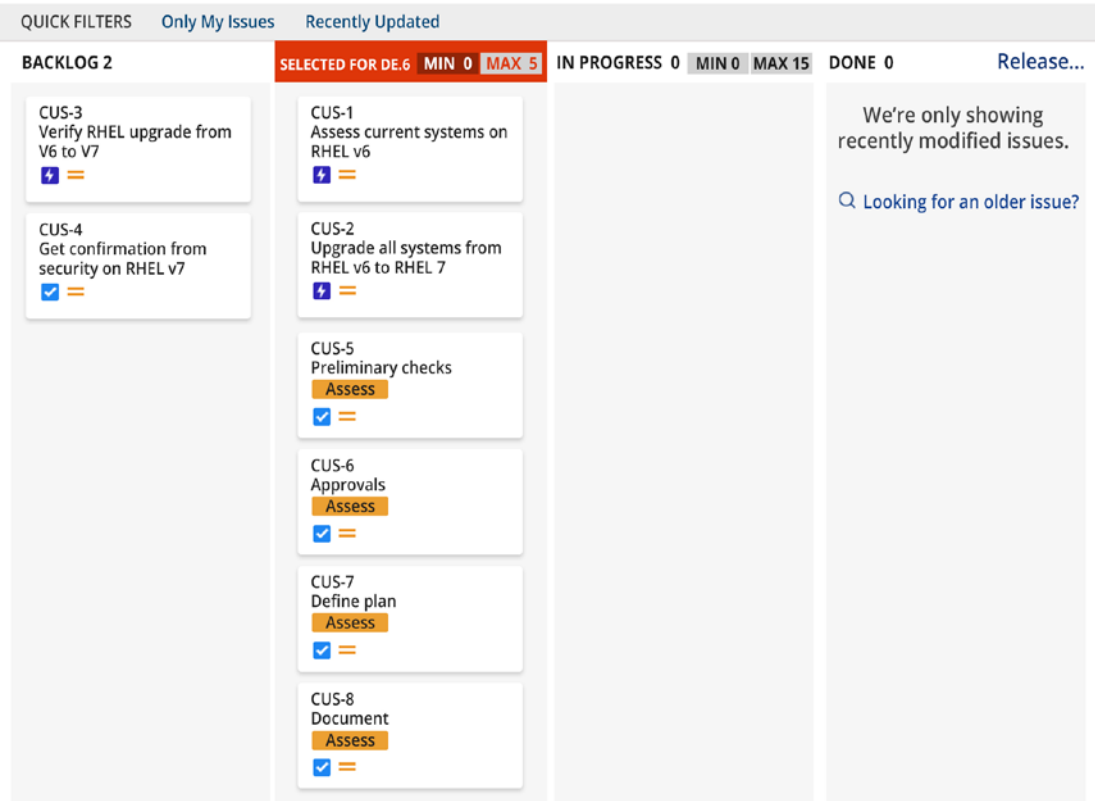 QUICK FILTERS Only My Issues Recently Updated
BACKLOG 2
CUS-3
Verify RHEL upgrade from
V6 to V7
CUS-4
Get confirmation from
security on RHEL v7
SELECTED FOR DE.6 MIN 0 MAX 5
CUS-1
Assess current systems on
RHEL v6
CUS-2
Upgrade all systems from
RHEL v6 to RHEL 7
CUS-5
Preliminary checks
Assess
CUS-6
Approvals
Assess
CUS-7
Define plan
Assess
CUS-8
Document
Assess
IN PROGRESS 0 MIN 0 MAX 15
DONE 0 Release...
We're only showing
recently modified issues.
Looking for an older issue?